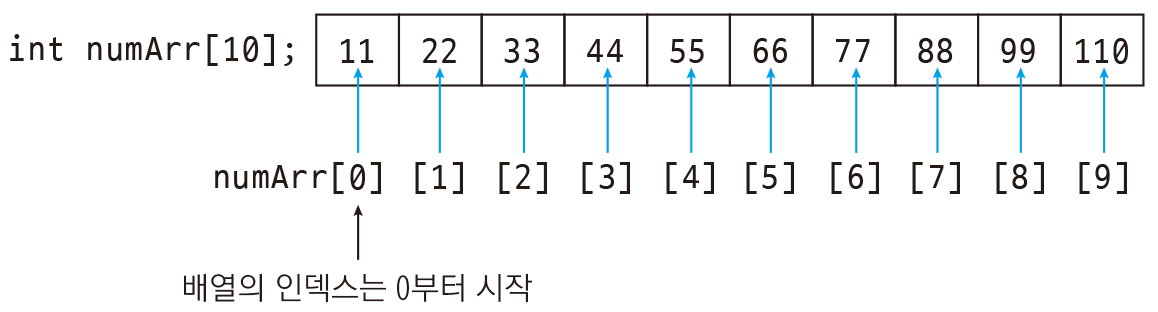 int numArr[10]; 11 22 33 44 55 66 77 88 99 110
numArr[0] [1] [2] [3] [4] [5] [6] [7] [8] [9]
배열의 인덱스는 0부터 시작